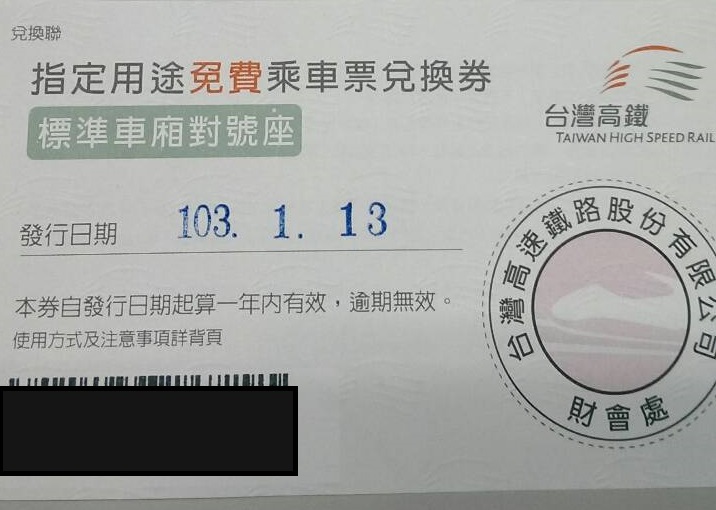 兌換聯
指定用途免費乘車票兌換券
標準車廂對號座
台灣高鐵
TAIWAN HIGH SPEED RAIL
發行日期 103. 1. 13
本券自發行日期起算一年內有效，逾期無效。
使用方式及注意事項詳背頁
台灣高速鐵路股份有限公司
財會處